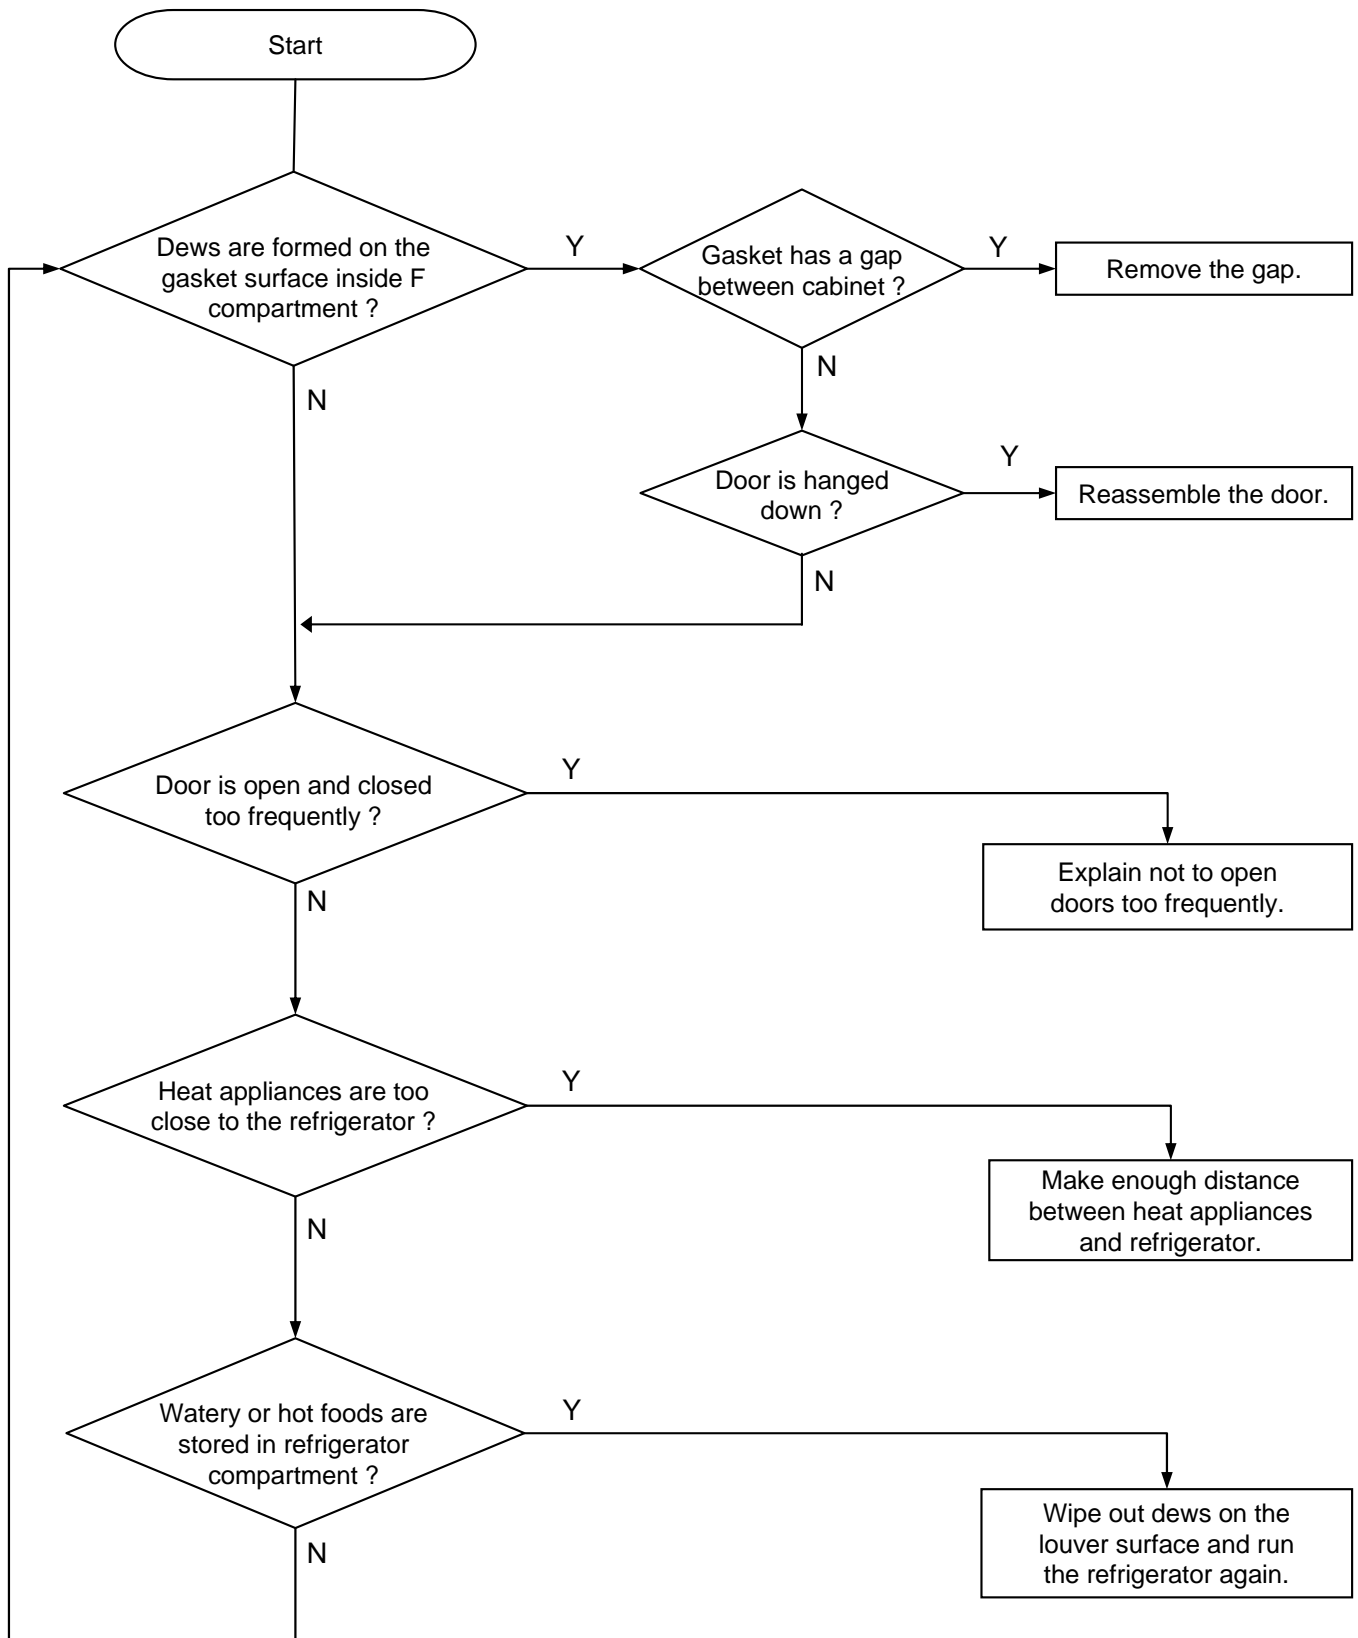 Start
Dews are formed on the
gasket surface inside F
compartment ?
Y
Gasket has a gap
between cabinet ?
Y
Remove the gap.
N
N
Door is hanged
down ?
Y
Reassemble the door.
N
Door is open and closed
too frequently ?
Y
Explain not to open
doors too frequently.
N
Heat appliances are too
close to the refrigerator ?
Y
Make enough distance
between heat appliances
and refrigerator.
N
Watery or hot foods are
stored in refrigerator
compartment ?
Y
Wipe out dews on the
louver surface and run
the refrigerator again.
N